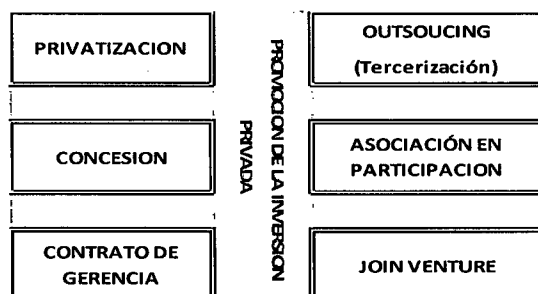 PRIVATIZACION
CONCESION
CONTRATO DE
GERENCIA
PROMOCION DE LA INVERSION
PRIVADA
OUTSOUCING
(Tercerización)
ASOCIACIÓN EN
PARTICIPACION
JOIN VENTURE